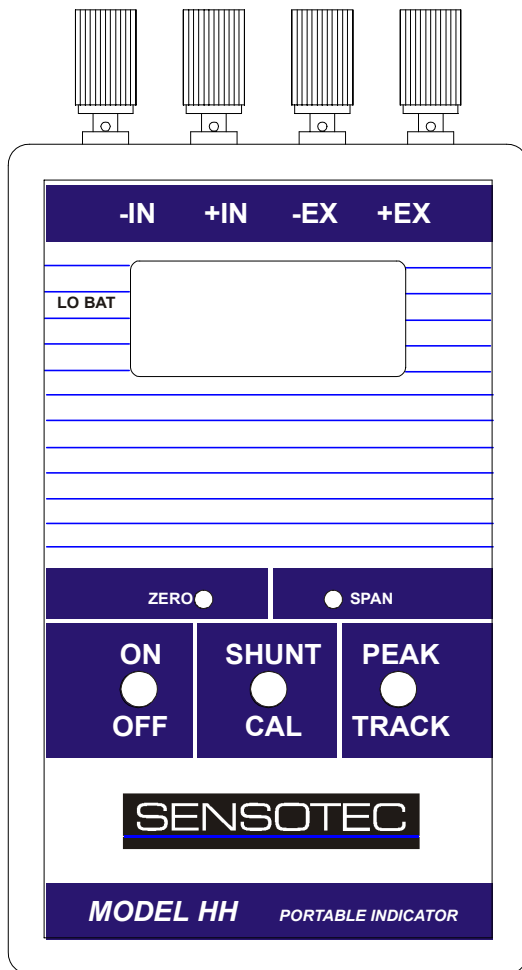 -IN +IN -EX +EX
LO BAT
ZERO SPAN
ON SHUNT PEAK
OFF CAL TRACK
SENSOTEC
MODEL HH PORTABLE INDICATOR